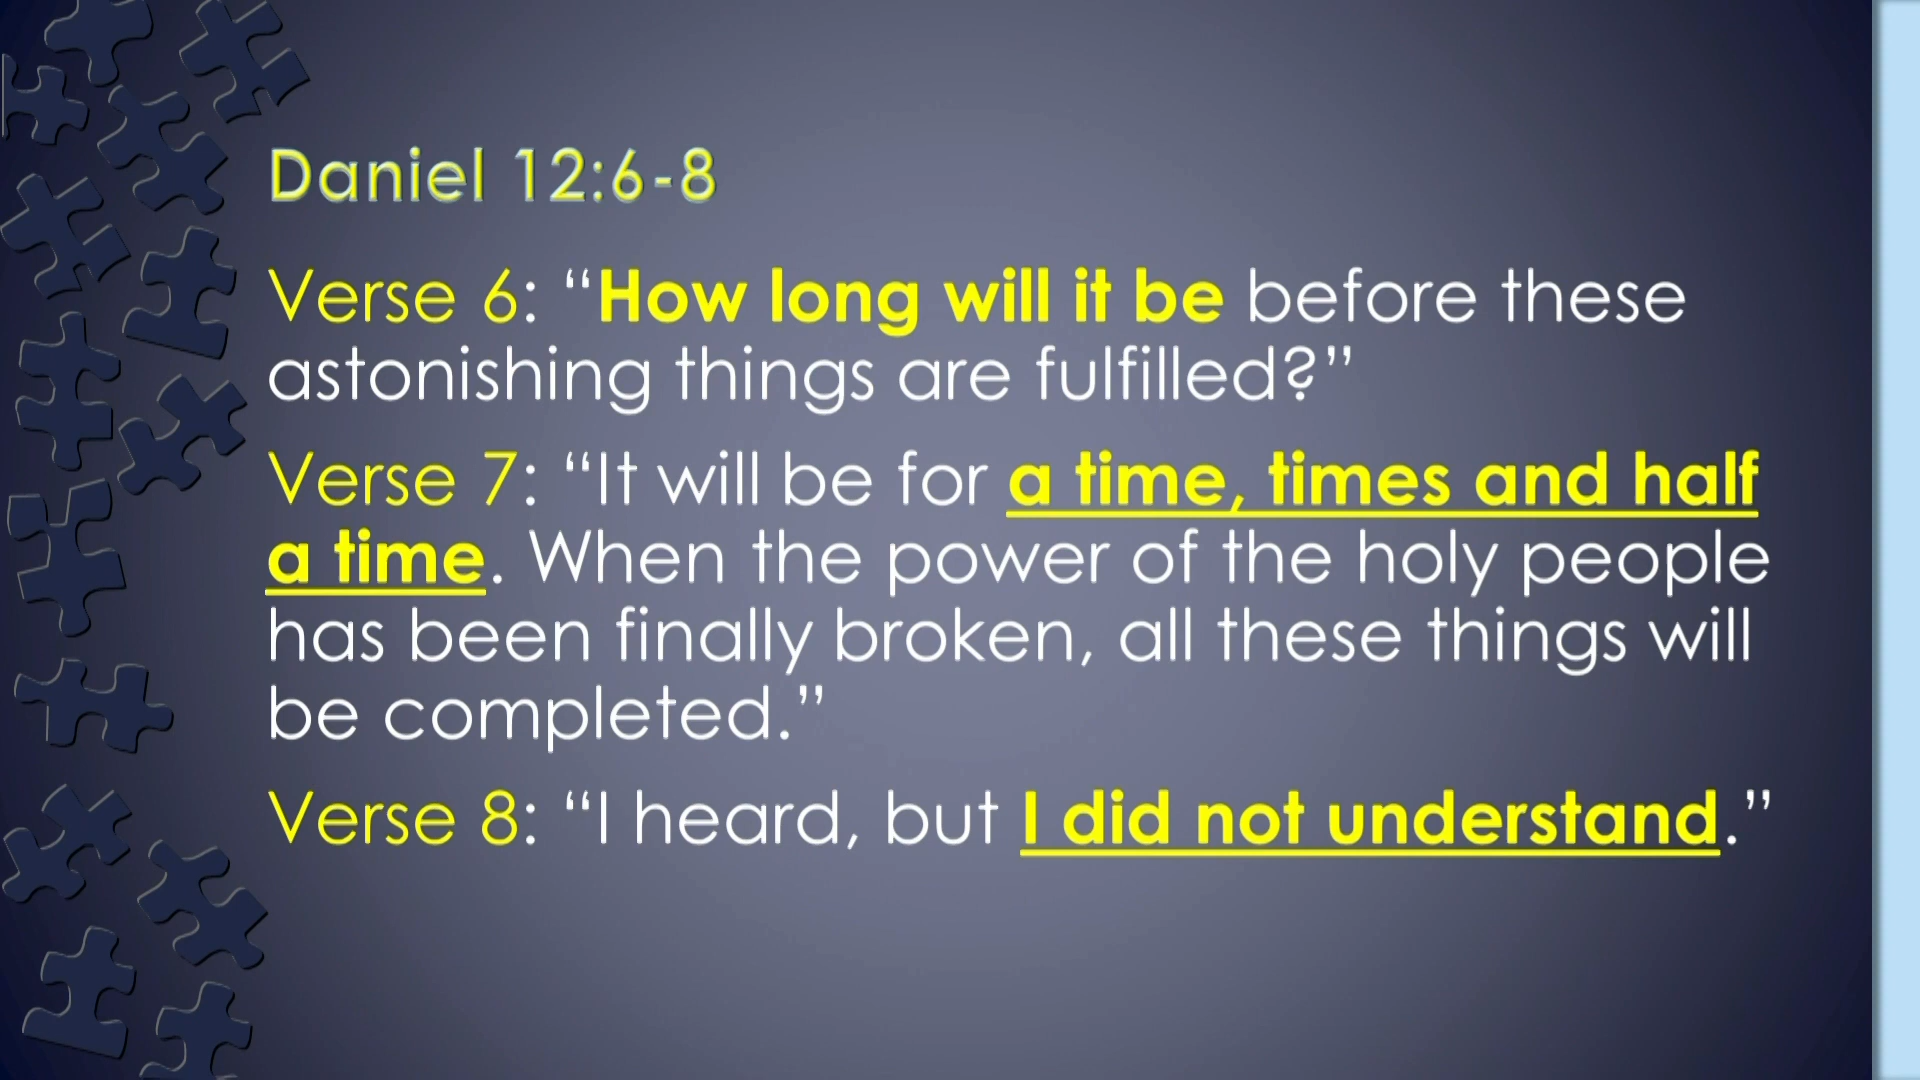 Daniel 12:6-8
Verse 6: “How long will it be before these
astonishing things are fulfilled?”
Verse 7: “It will be for a time, times and half
a time. When the power of the holy people
has been finally broken, all these things will
be completed.”
Verse 8: “I heard, but I did not understand.”